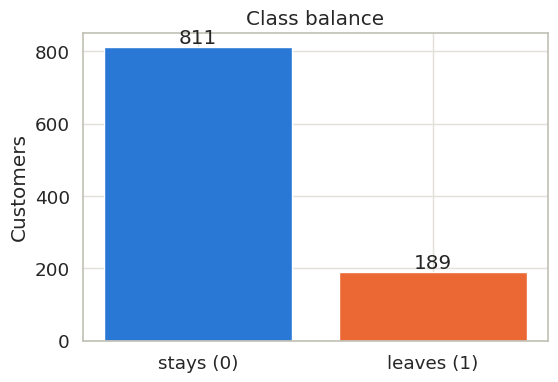 Class balance
811
189
Customers
800
600
400
200
0
stays (0)
leaves (1)